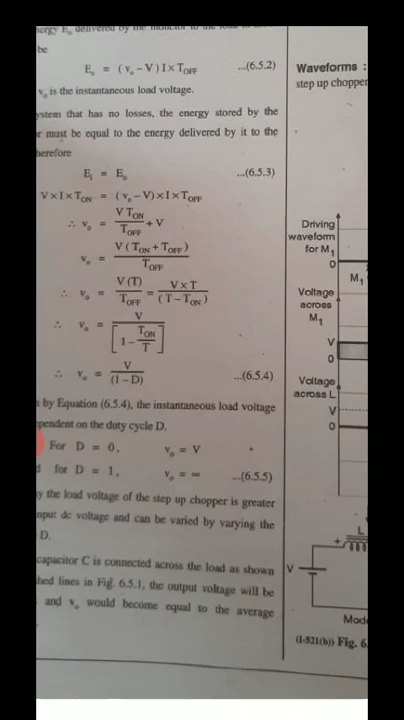 be
E₀ = (v₀ – V) I × T_OFF ...(6.5.2)
v₀ is the instantaneous load voltage.
ystem that has no losses, the energy stored by the
r must be equal to the energy delivered by it to the
herefore
Eᵢ = E₀ ...(6.5.3)
V × I × T_ON = (v₀ – V) × I × T_OFF
∴ v₀ = V T_ON / T_OFF + V
v₀ = V (T_ON + T_OFF) / T_OFF
∴ v₀ = V (T) / T_OFF = V × T / (T – T_ON)
∴ v₀ = V / [1 – T_ON / T]
∴ v₀ = V / (1 – D) ...(6.5.4)
by Equation (6.5.4), the instantaneous load voltage
pendent on the duty cycle D.
For D = 0, v₀ = V
for D = 1, v₀ = ∞ ...(6.5.5)
y the load voltage of the step up chopper is greater
nput dc voltage and can be varied by varying the
D.
capacitor C is connected across the load as shown
hed lines in Fig. 6.5.1, the output voltage will be
and v₀ would become equal to the average
Waveforms :
step up chopper
Driving
waveform
for M₁
0
M₁
Voltage
across
M₁
V
0
Voltage
across L
V
0
L
+
V
Mod
(I-521(b)) Fig. 6.